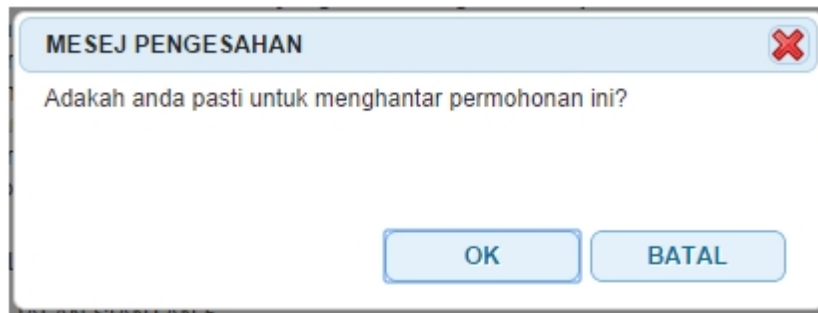 MESEJ PENGESAHAN
Adakah anda pasti untuk menghantar permohonan ini?
OK
BATAL